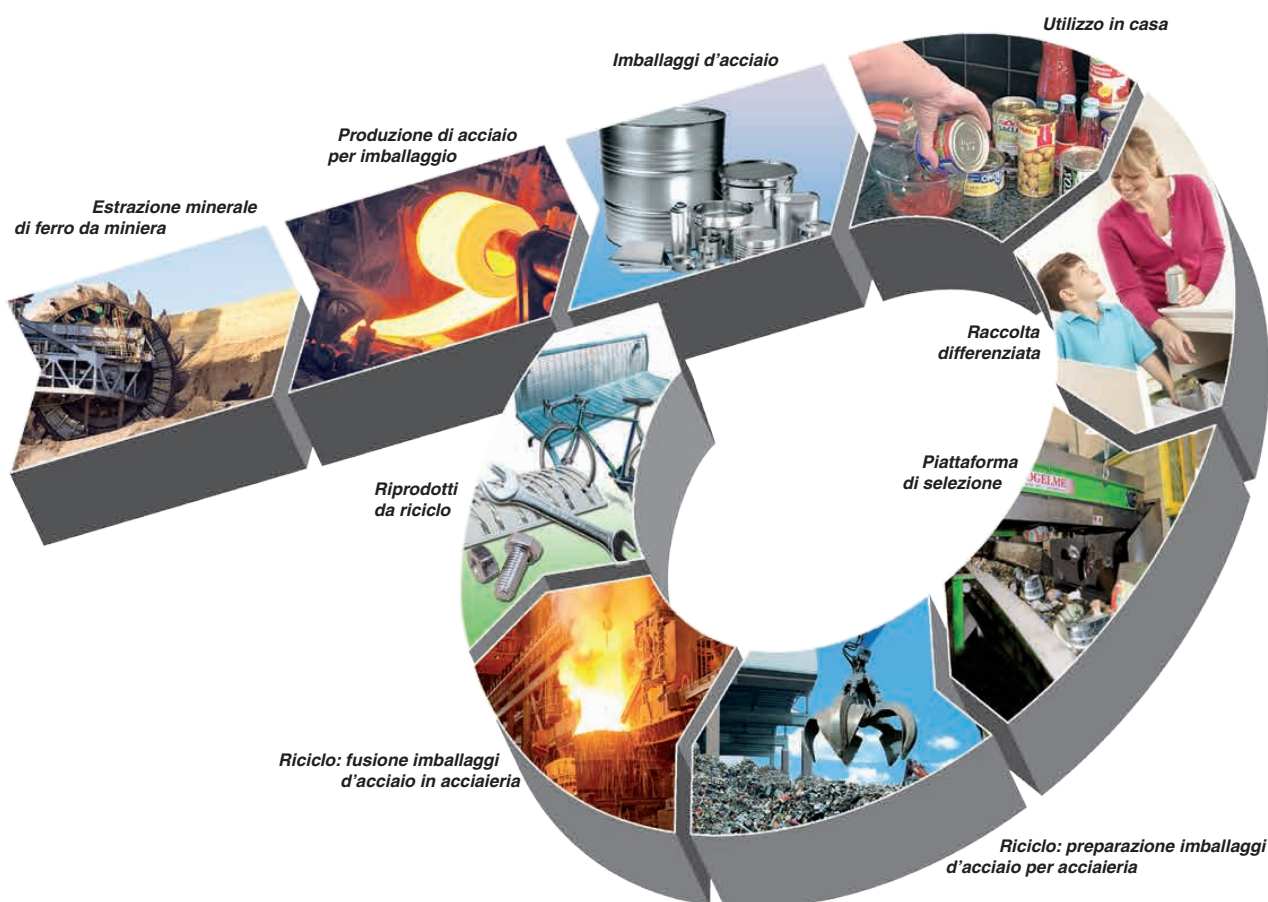 Utilizzo in casa
Imballaggi d'acciaio
Produzione di acciaio
per imballaggio
Estrazione minerale
di ferro da miniera
Raccolta
differenziata
Piattaforma
di selezione
OGELME
Riprodotti
da riciclo
Riciclo: fusione imballaggi
d'acciaio in acciaieria
Riciclo: preparazione imballaggi
d'acciaio per acciaieria